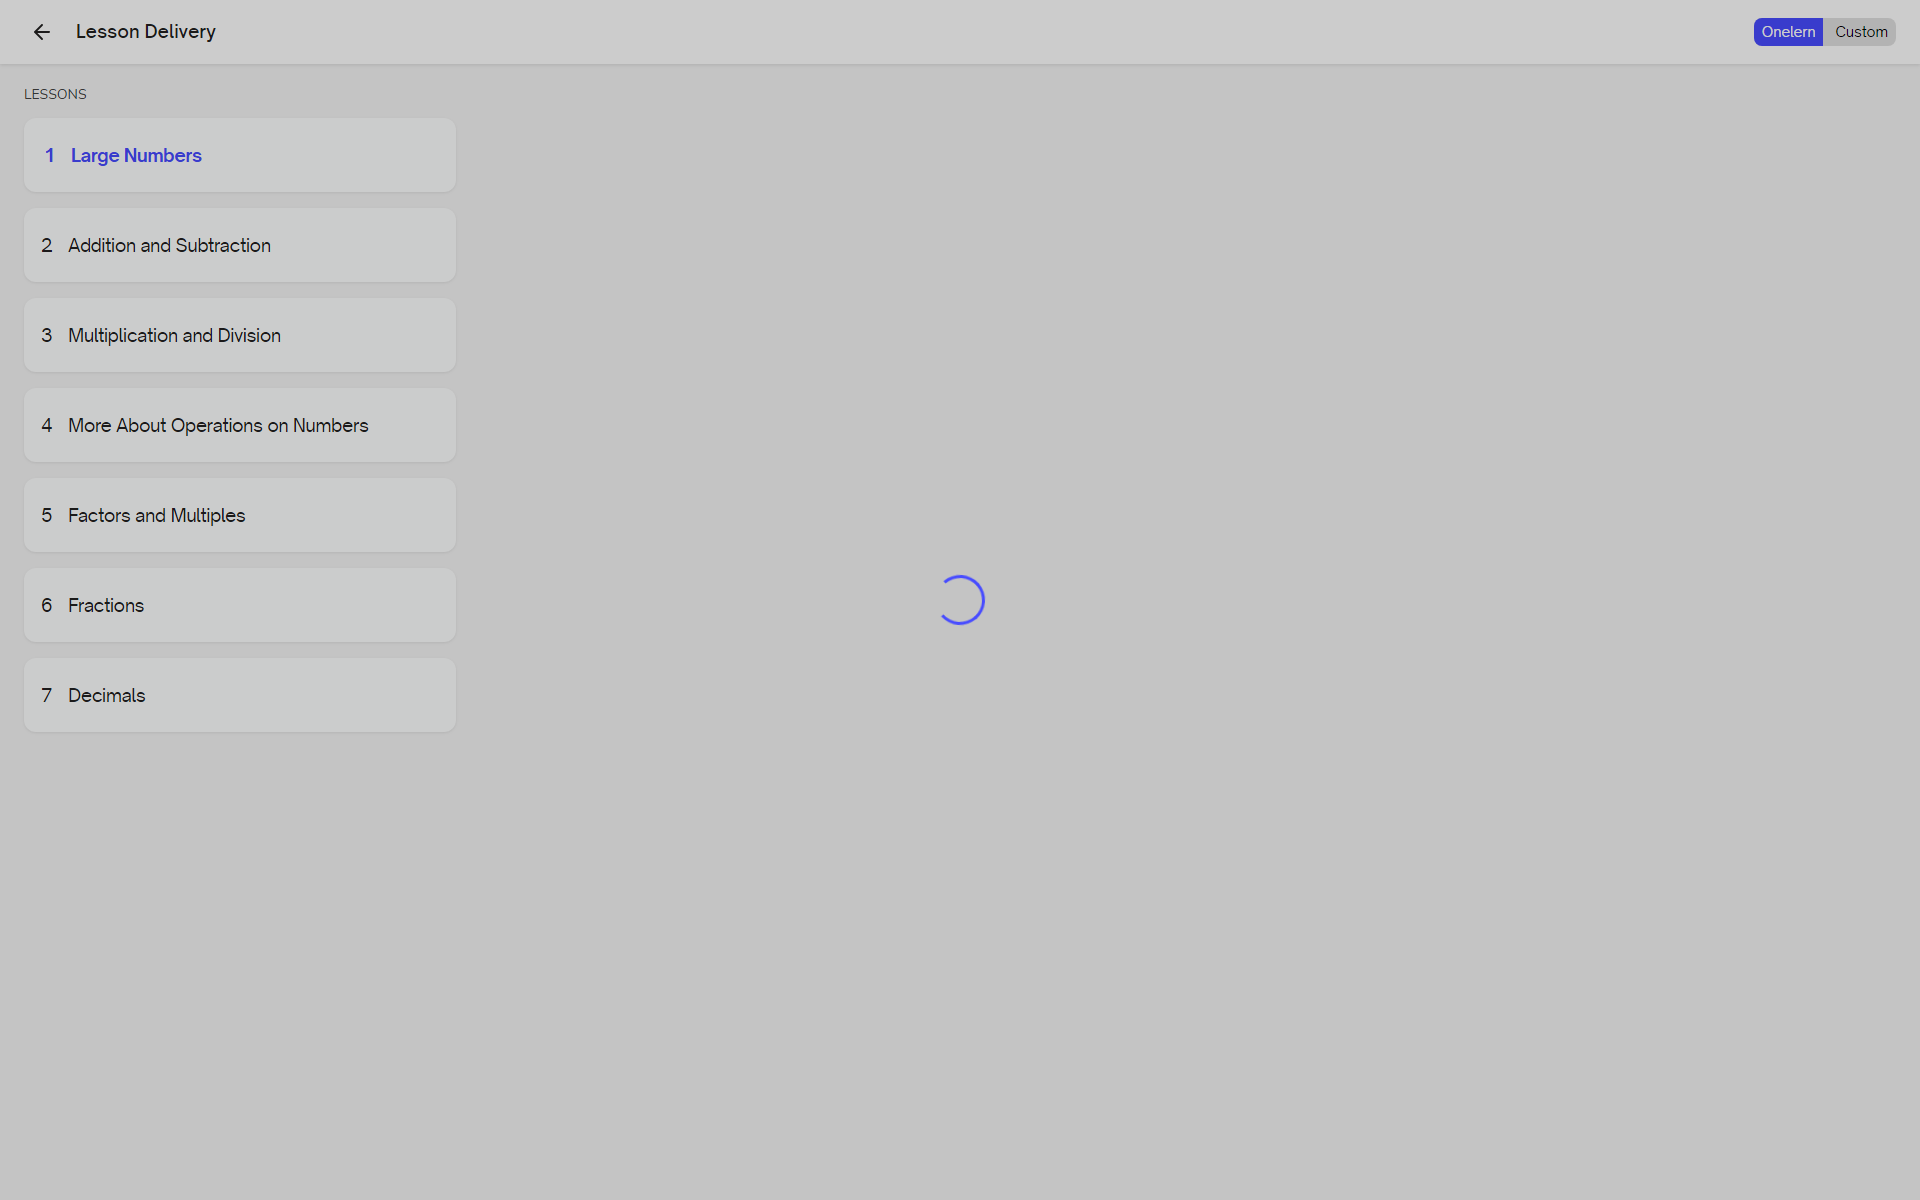 Lesson Delivery
Onelern Custom
LESSONS
1 Large Numbers
2 Addition and Subtraction
3 Multiplication and Division
4 More About Operations on Numbers
5 Factors and Multiples
6 Fractions
7 Decimals